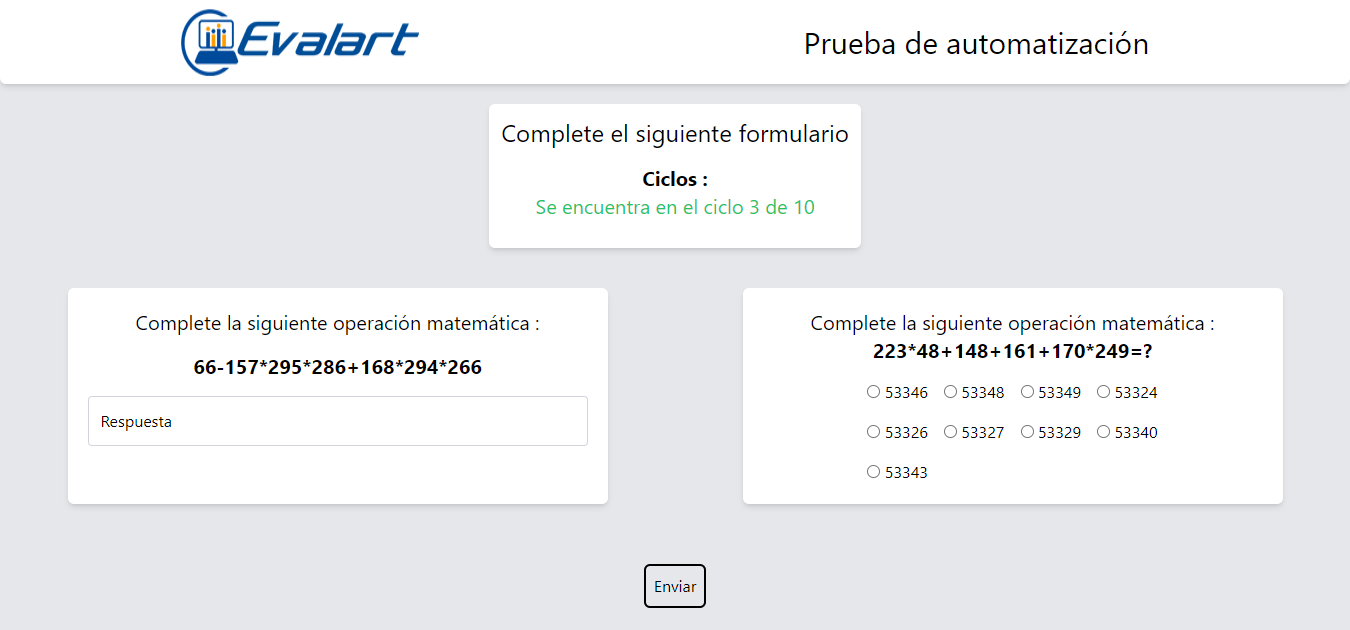 Evalart
Prueba de automatización
Complete el siguiente formulario
Ciclos :
Se encuentra en el ciclo 3 de 10
Complete la siguiente operación matemática :
66-157*295*286+168*294*266
Respuesta
Complete la siguiente operación matemática :
223*48+148+161+170*249=?
53346 53348 53349 53324
53326 53327 53329 53340
53343
Enviar